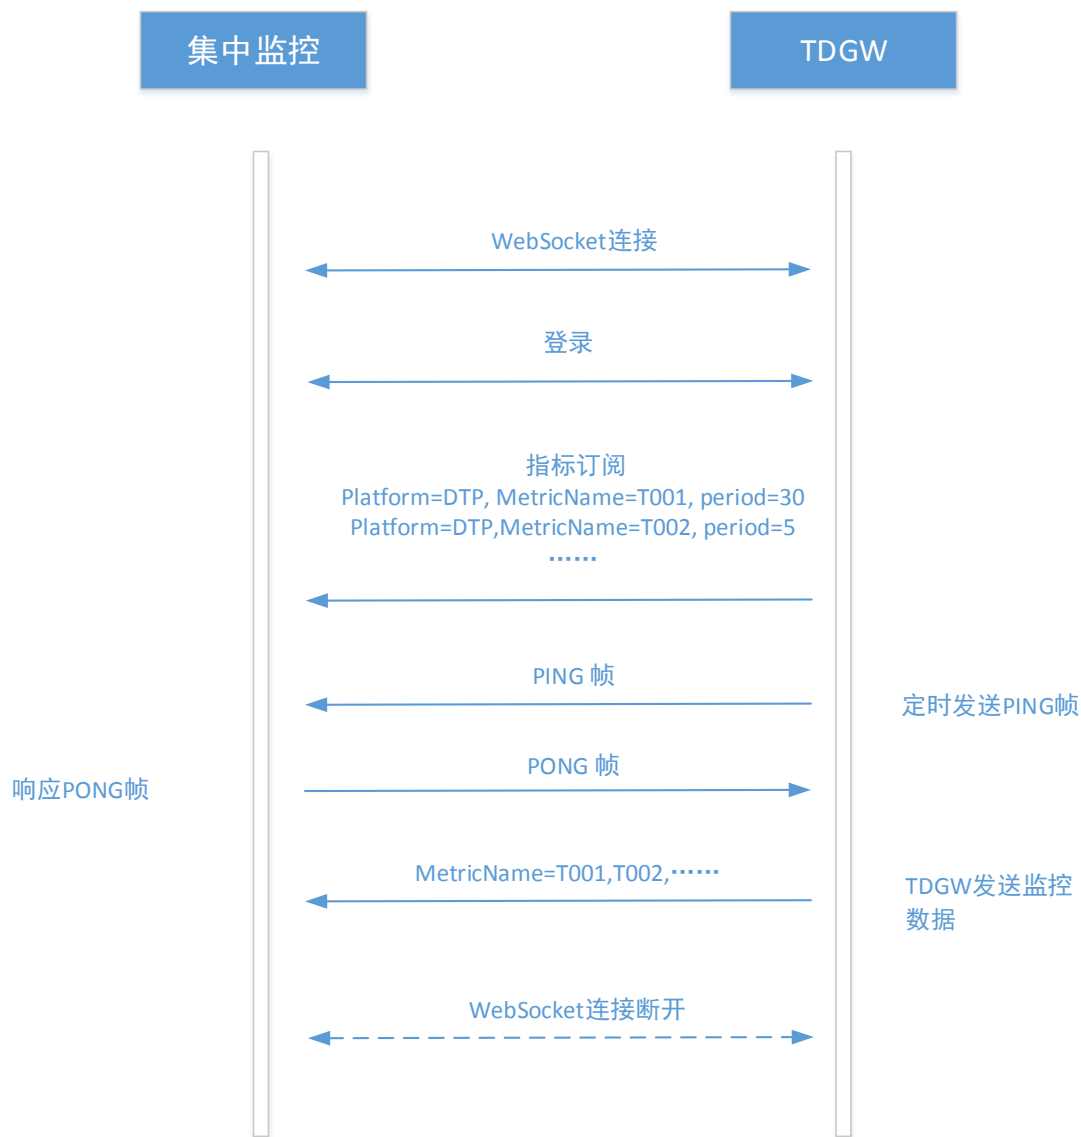 集中监控
TDGW
WebSocket连接
登录
指标订阅
Platform=DTP, MetricName=T001, period=30
Platform=DTP,MetricName=T002, period=5
……
PING 帧
定时发送PING帧
PONG 帧
响应PONG帧
MetricName=T001,T002,……
TDGW发送监控
数据
WebSocket连接断开